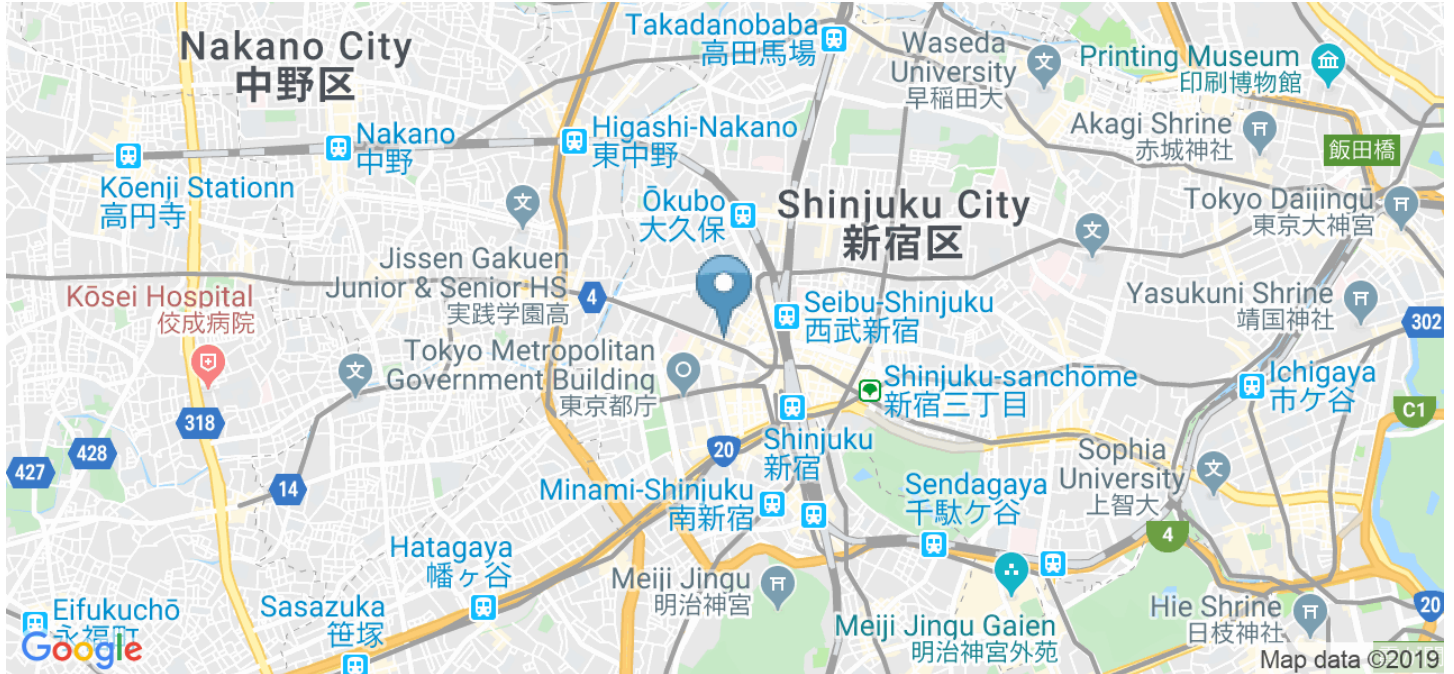 Nakano City
中野区
Takadanobaba
高田馬場
Waseda
University
早稲田大
Printing Museum
印刷博物館
Nakano
中野
Higashi-Nakano
東中野
Akagi Shrine
赤城神社
飯田橋
Kōenji Stationn
高円寺
Ōkubo
大久保
Shinjuku City
新宿区
Tokyo Daijingū
東京大神宮
Jissen Gakuen
Junior & Senior HS
実践学園高
4
Kōsei Hospital
佼成病院
Seibu-Shinjuku
西武新宿
Yasukuni Shrine
靖国神社
302
Tokyo Metropolitan
Government Building
東京都庁
Shinjuku-sanchōme
新宿三丁目
Ichigaya
市ケ谷
C1
318
428
427
14
20
Shinjuku
新宿
Sophia
University
上智大
Minami-Shinjuku
南新宿
Sendagaya
千駄ケ谷
4
Hatagaya
幡ヶ谷
Meiji Jingu
明治神宮
Eifukuchō
永福町
Sasazuka
笹塚
Meiji Jingu Gaien
明治神宮外苑
Hie Shrine
日枝神社
20
Google
Map data ©2019